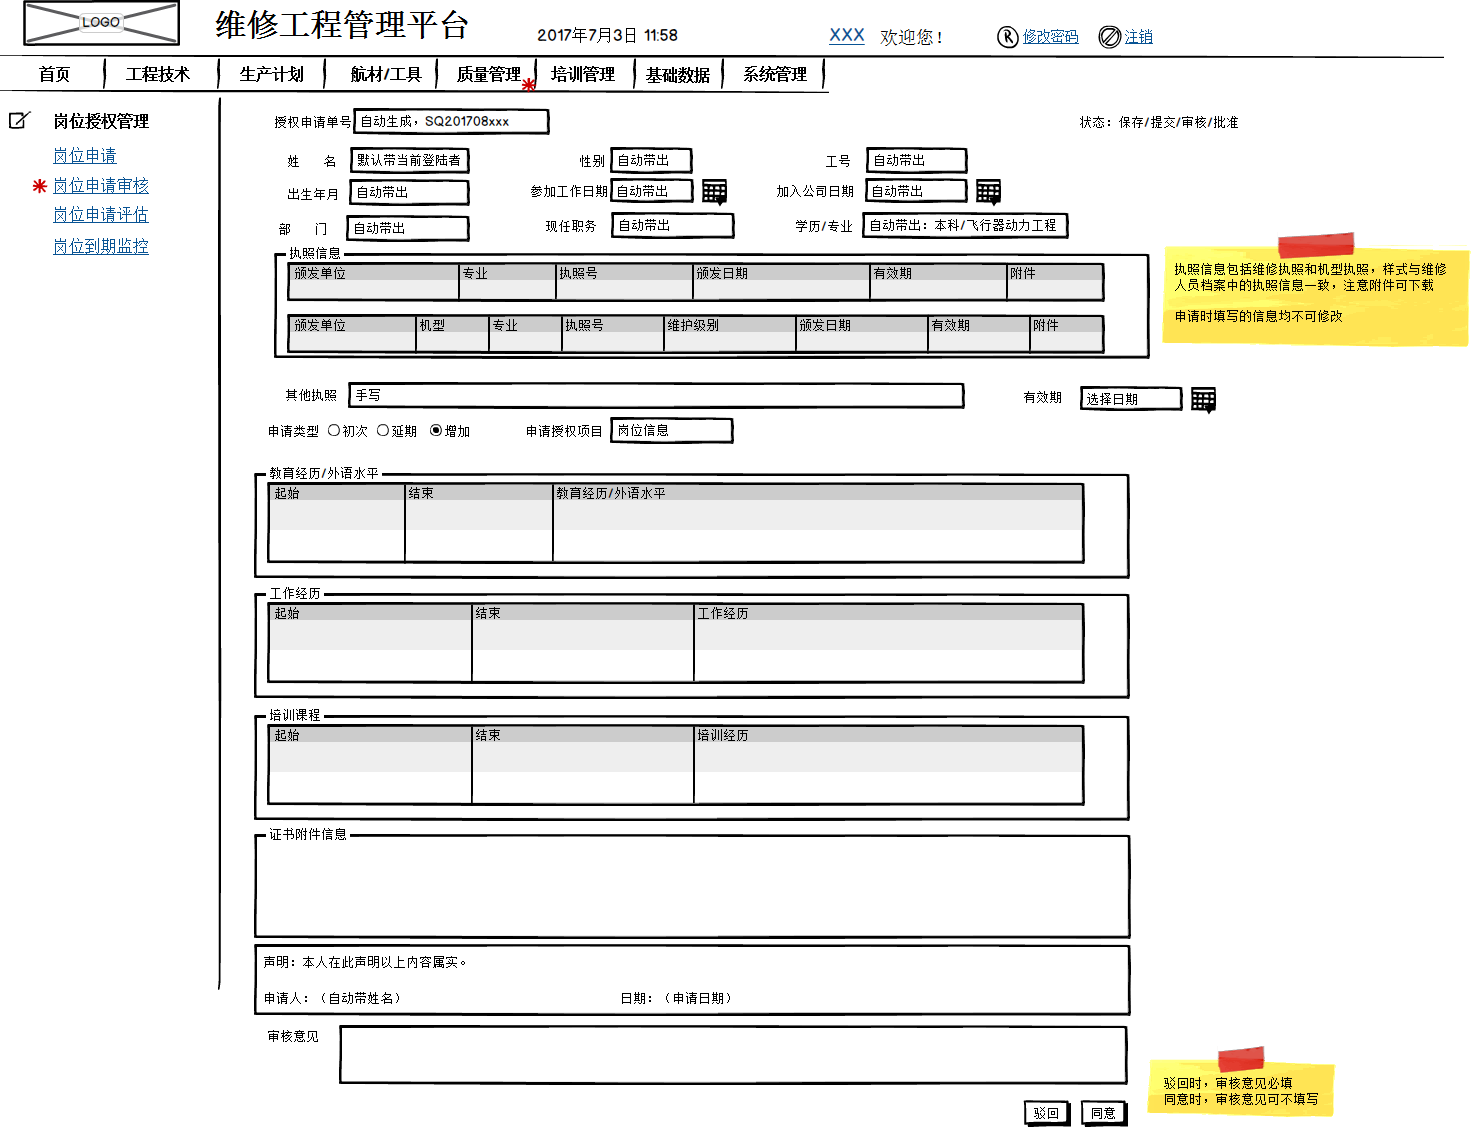 LOGO
维修工程管理平台
2017年7月3日 11:58
XXX 欢迎您！
修改密码
注销
首页
工程技术
生产计划
航材/工具
质量管理
培训管理
基础数据
系统管理
岗位授权管理
岗位申请
岗位申请审核
岗位申请评估
岗位到期监控
授权申请单号 自动生成，SQ201708xxx
状态：保存/提交/审核/批准
姓 名 默认带当前登陆者
性别 自动带出
工号 自动带出
出生年月 自动带出
参加工作日期 自动带出
加入公司日期 自动带出
部 门 自动带出
现任职务 自动带出
学历/专业 自动带出：本科/飞行器动力工程
执照信息
颁发单位 专业 执照号 颁发日期 有效期 附件
颁发单位 机型 专业 执照号 维护级别 颁发日期 有效期 附件
执照信息包括维修执照和机型执照，样式与维修
人员档案中的执照信息一致，注意附件可下载
申请时填写的信息均不可修改
其他执照 手写
有效期 选择日期
申请类型 初次 延期 增加
申请授权项目 岗位信息
教育经历/外语水平
起始 结束 教育经历/外语水平
工作经历
起始 结束 工作经历
培训课程
起始 结束 培训经历
证书附件信息
声明：本人在此声明以上内容属实。
申请人：（自动带姓名） 日期：（申请日期）
审核意见
驳回时，审核意见必填
同意时，审核意见可不填写
驳回 同意